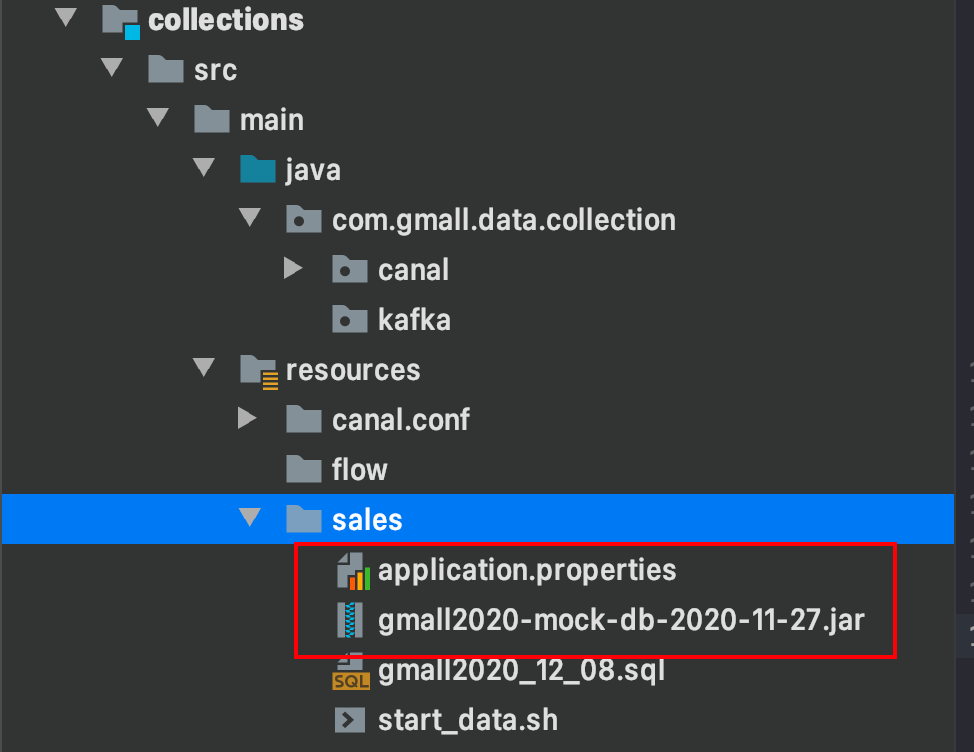 collections
src
main
java
com.gmall.data.collection
canal
kafka
resources
canal.conf
flow
sales
application.properties
gmall2020-mock-db-2020-11-27.jar
SQL gmall2020_12_08.sql
start_data.sh